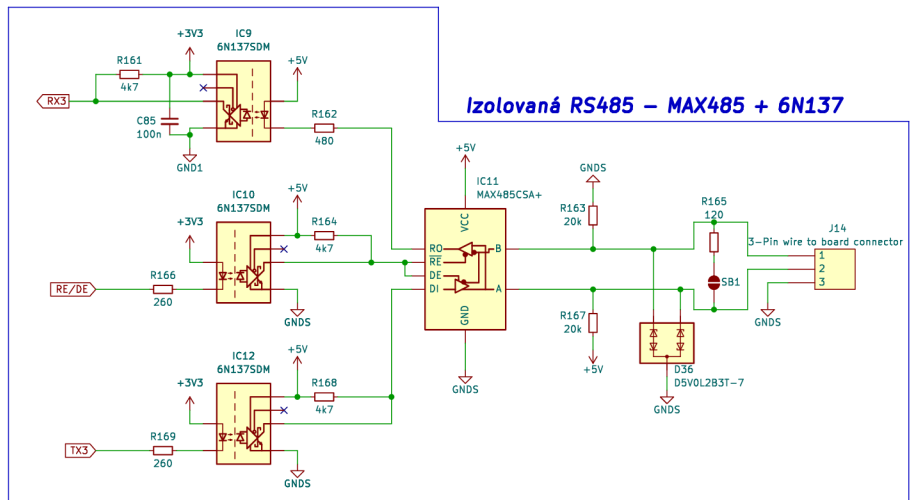 Izolovaná RS485 – MAX485 + 6N137
+3V3
IC9
6N137SDM
R161
4k7
+5V
RX3
R162
480
C85
100n
GND1
+5V
IC11
MAX485CSA+
VCC
RO
RE
DE
DI
B
A
GND
GNDS
GNDS
R163
20k
R165
120
J14
3-Pin wire to board connector
1
2
3
SB1
GNDS
R167
20k
+5V
D36
D5V0L2B3T-7
GNDS
IC10
6N137SDM
+5V
+3V3
R164
4k7
R166
260
RE/DE
GNDS
IC12
6N137SDM
+5V
+3V3
R168
4k7
R169
260
TX3
GNDS